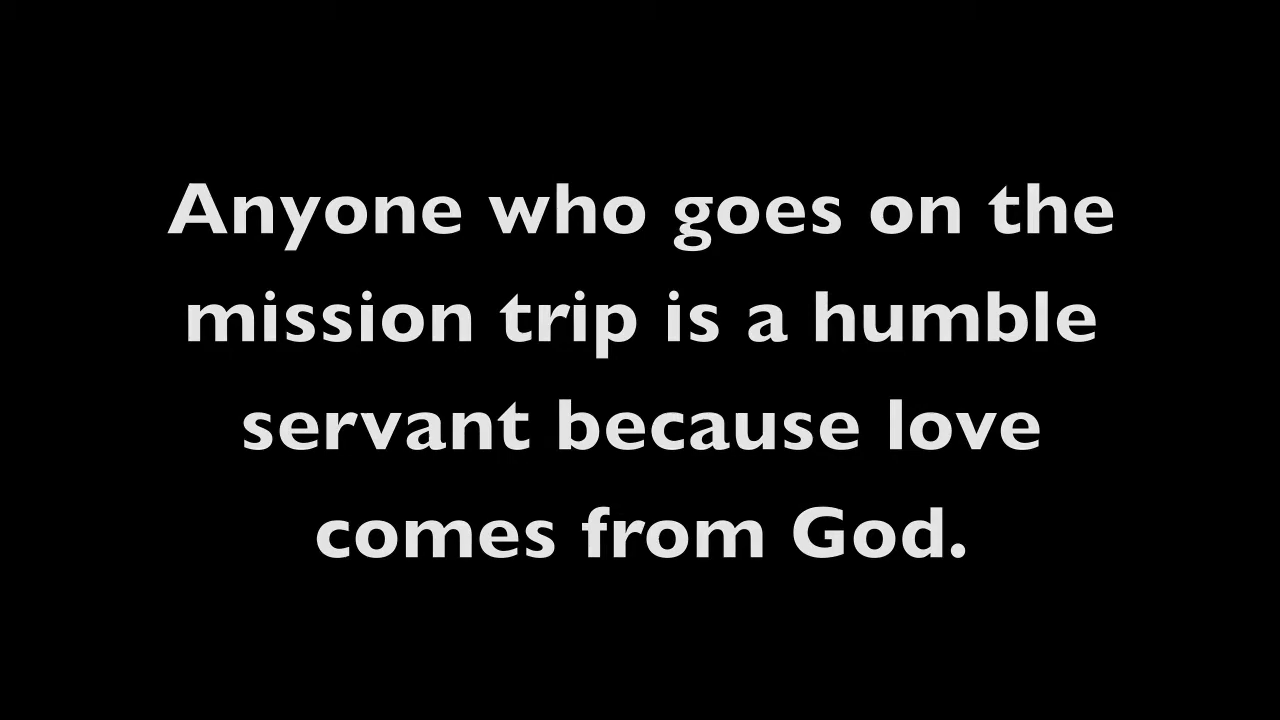 Anyone who goes on the
mission trip is a humble
servant because love
comes from God.